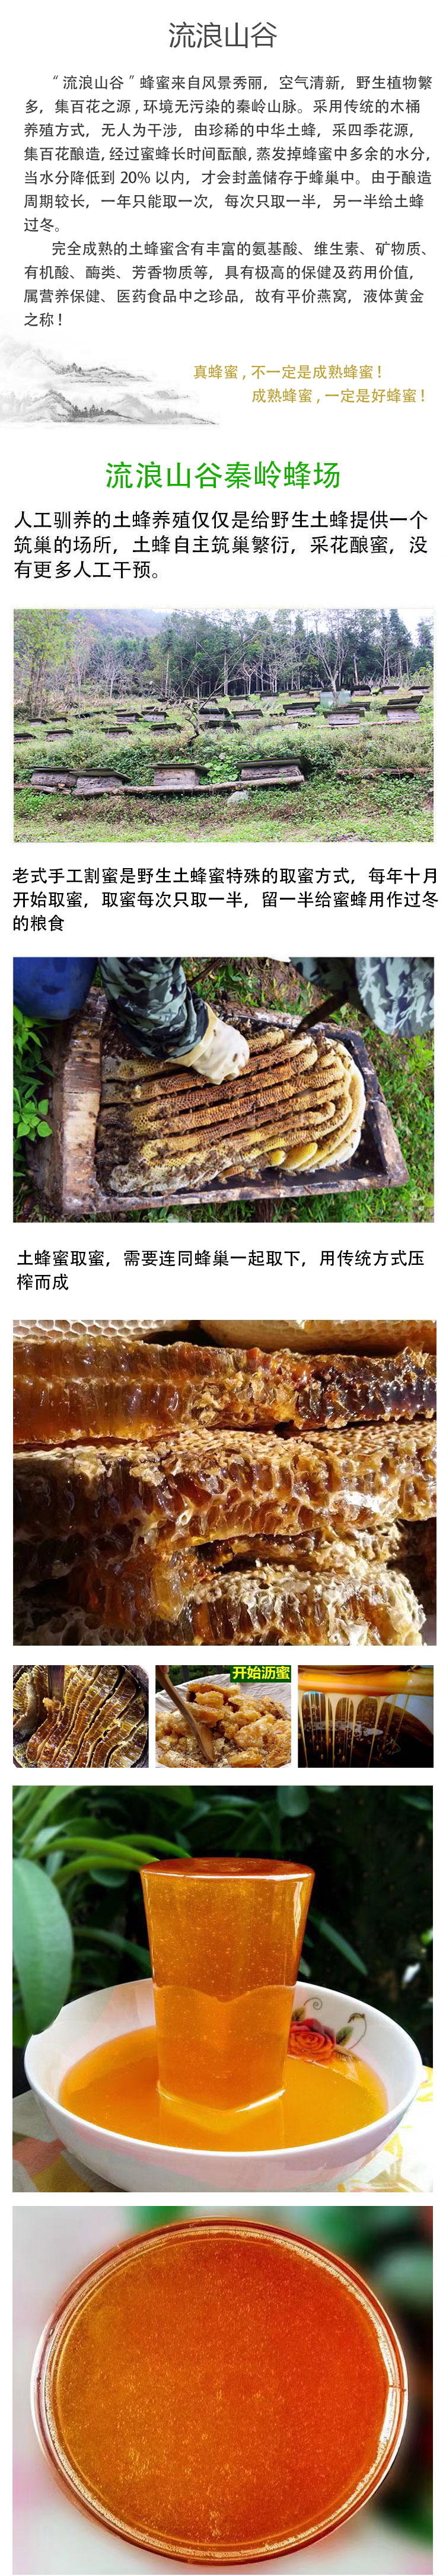 流浪山谷
“流浪山谷”蜂蜜来自风景秀丽，空气清新，野生植物繁
多，集百花之源，环境无污染的秦岭山脉。采用传统的木桶
养殖方式，无人为干涉，由珍稀的中华土蜂，采四季花源，
集百花酿造，经过蜜蜂长时间酝酿，蒸发掉蜂蜜中多余的水分，
当水分降低到 20% 以内，才会封盖储存于蜂巢中。由于酿造
周期较长，一年只能取一次，每次只取一半，另一半给土蜂
过冬。
完全成熟的土蜂蜜含有丰富的氨基酸、维生素、矿物质、
有机酸、酶类、芳香物质等，具有极高的保健及药用价值，
属营养保健、医药食品中之珍品，故有平价燕窝，液体黄金
之称！
真蜂蜜，不一定是成熟蜂蜜！
成熟蜂蜜，一定是好蜂蜜！
流浪山谷秦岭蜂场
人工驯养的土蜂养殖仅仅是给野生土蜂提供一个
筑巢的场所，土蜂自主筑巢繁衍，采花酿蜜，没
有更多人工干预。
老式手工割蜜是野生土蜂蜜特殊的取蜜方式，每年十月
开始取蜜，取蜜每次只取一半，留一半给蜜蜂用作过冬
的粮食
土蜂蜜取蜜，需要连同蜂巢一起取下，用传统方式压
榨而成
开始沥蜜